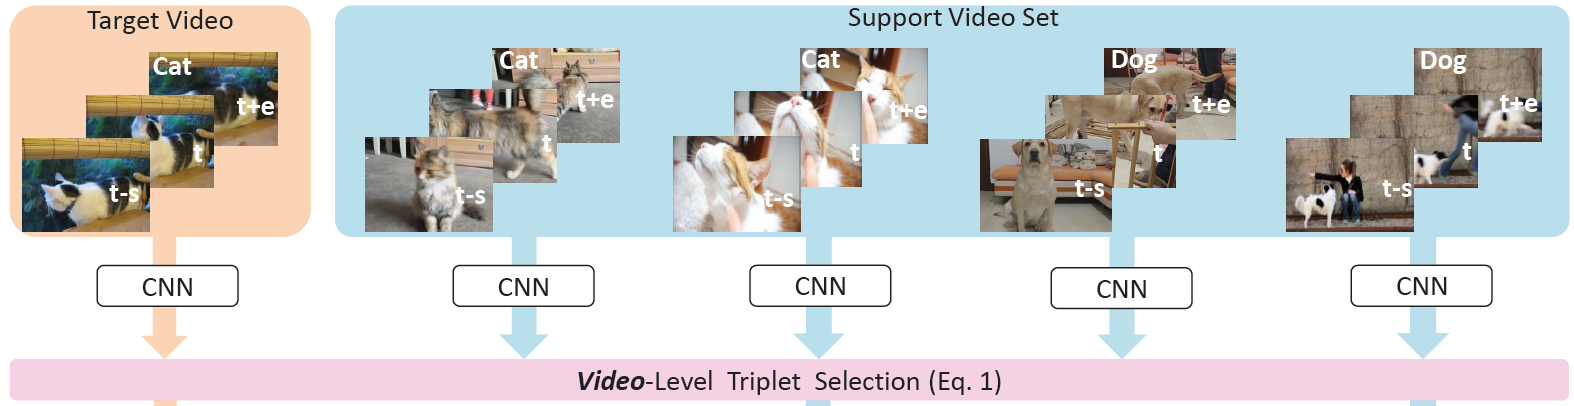 Target Video
Cat
t+e
t
t-s
Support Video Set
Cat
t+e
t
t-s
Cat
t+e
t
t-s
Dog
t+e
t
t-s
Dog
t+e
t
t-s
CNN
CNN
CNN
CNN
CNN
Video-Level Triplet Selection (Eq. 1)